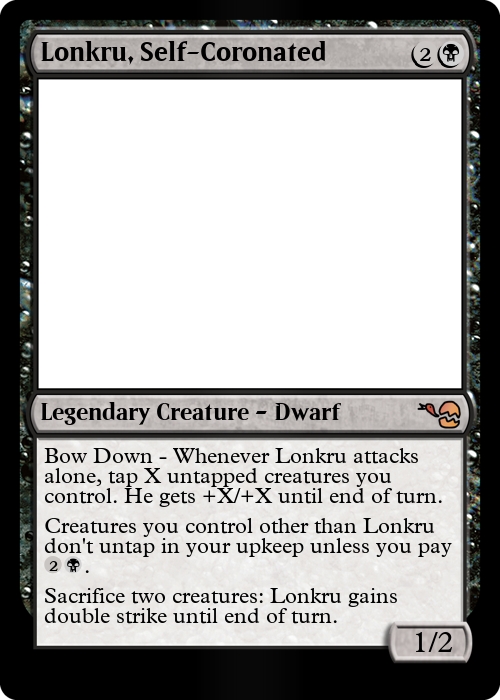 Lonkru, Self-Coronated
2
Legendary Creature - Dwarf
Bow Down - Whenever Lonkru attacks
alone, tap X untapped creatures you
control. He gets +X/+X until end of turn.
Creatures you control other than Lonkru
don't untap in your upkeep unless you pay
2 .
Sacrifice two creatures: Lonkru gains
double strike until end of turn.
1/2